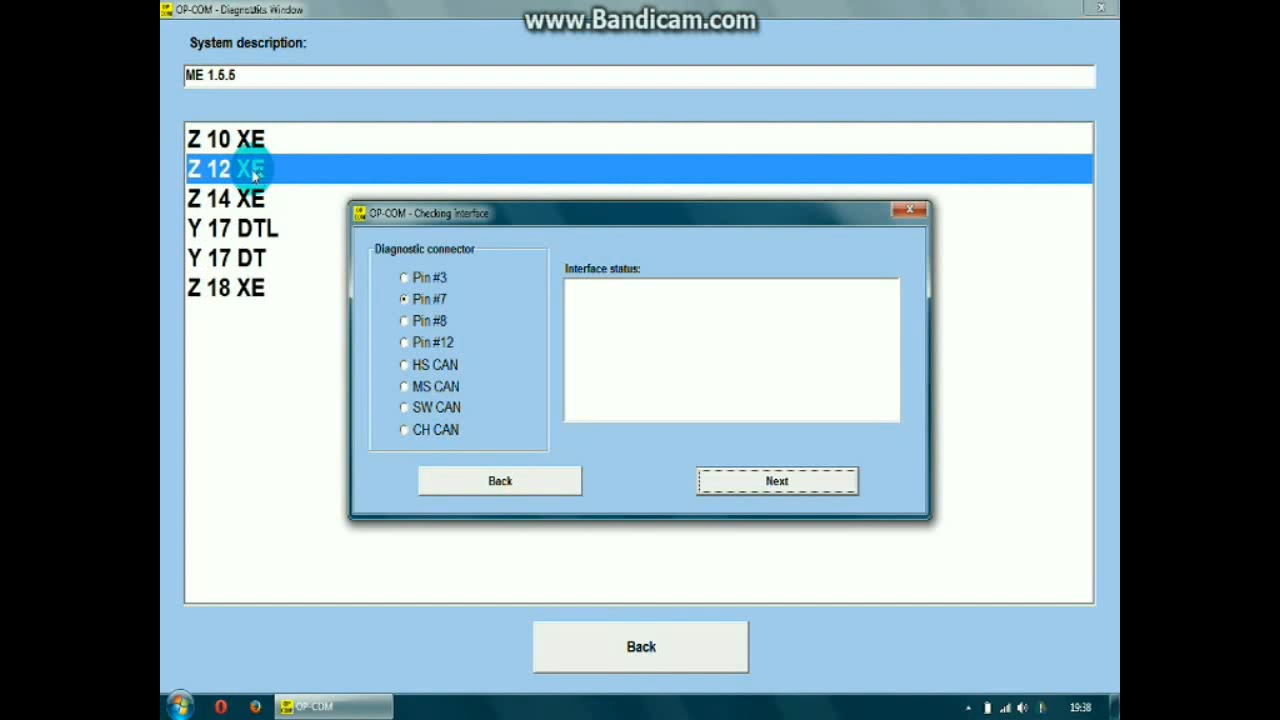 www.Bandicam.com
OP-COM - Diagnostics Window
System description:
ME 1.5.5
Z 10 XE
Z 12 XE
Z 14 XE
Y 17 DTL
Y 17 DT
Z 18 XE
OP-COM - Checking interface
Diagnostic connector
Pin #3
Pin #7
Pin #8
Pin #12
HS CAN
MS CAN
SW CAN
CH CAN
Interface status:
Back
Next
Back
OP-COM
19:38